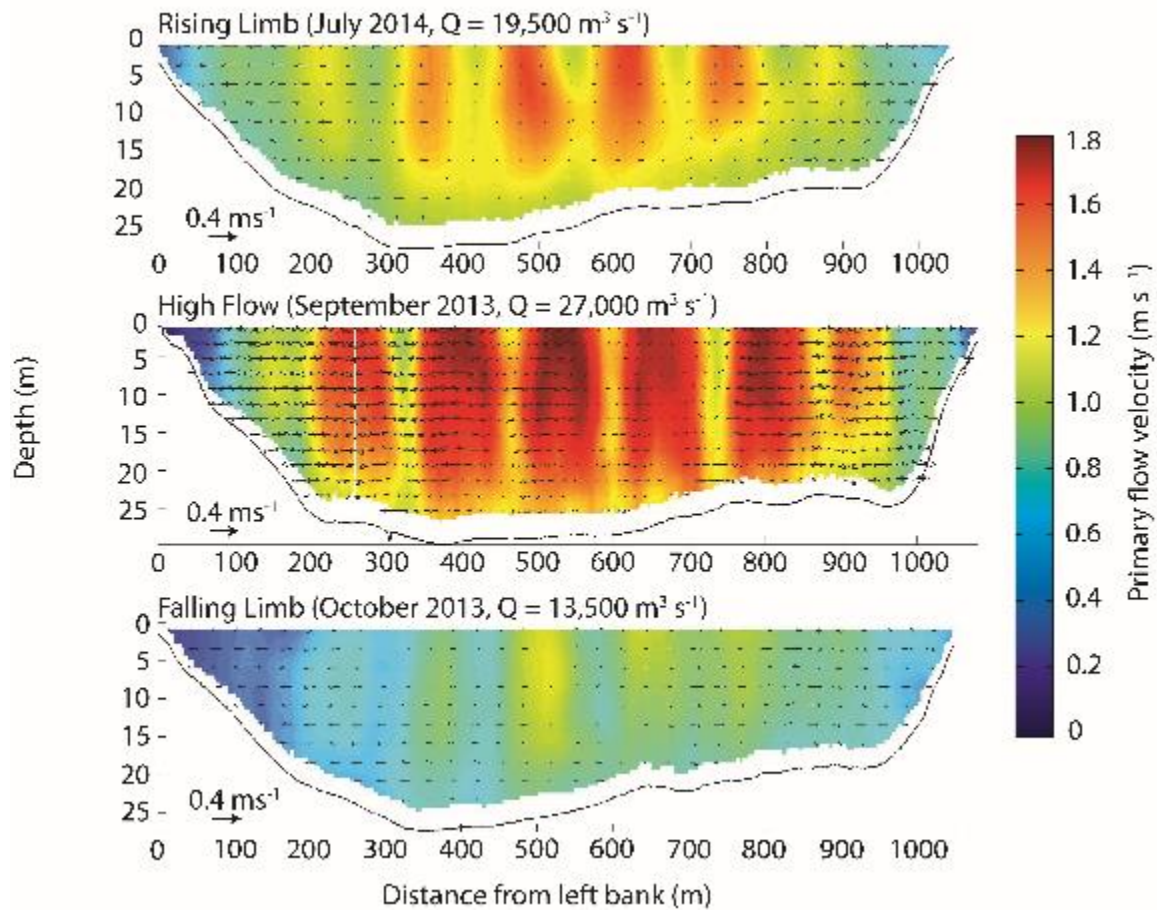 Rising Limb (July 2014, Q = 19,500 m³ s⁻¹)
0
5
10
15
20
25
0.4 ms⁻¹
0 100 200 300 400 500 600 700 800 900 1000
High Flow (September 2013, Q = 27,000 m³ s⁻¹)
0
5
10
15
20
25
0.4 ms⁻¹
0 100 200 300 400 500 600 700 800 900 1000
Falling Limb (October 2013, Q = 13,500 m³ s⁻¹)
0
5
10
15
20
25
0.4 ms⁻¹
0 100 200 300 400 500 600 700 800 900 1000
Distance from left bank (m)
Depth (m)
1.8
1.6
1.4
1.2
1.0
0.8
0.6
0.4
0.2
0
Primary flow velocity (m s⁻¹)